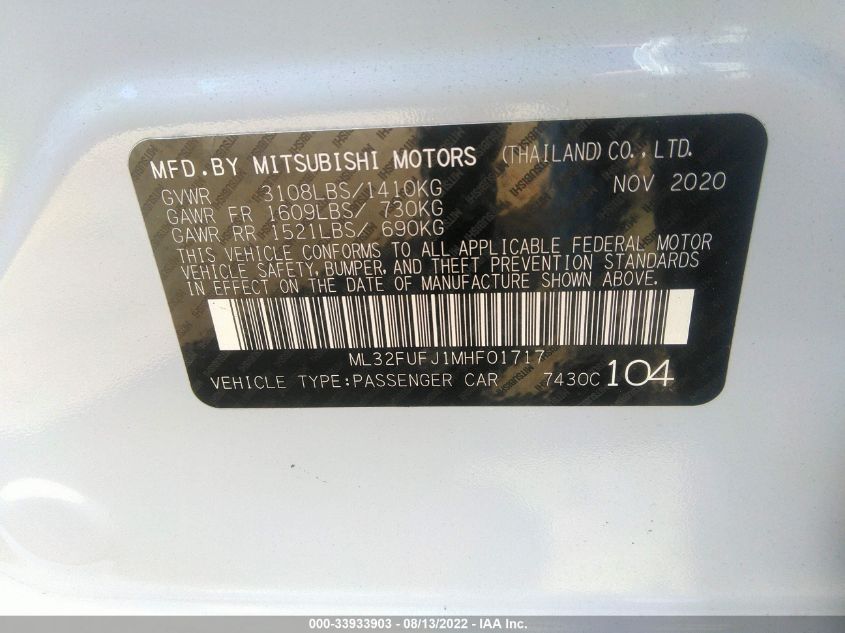 MFD.BY MITSUBISHI MOTORS (THAILAND) CO., LTD.
GVWR 3108LBS/1410KG NOV 2020
GAWR FR 1609LBS/ 730KG
GAWR RR 1521LBS/ 690KG
THIS VEHICLE CONFORMS TO ALL APPLICABLE FEDERAL MOTOR
VEHICLE SAFETY, BUMPER, AND THEFT PREVENTION STANDARDS
IN EFFECT ON THE DATE OF MANUFACTURE SHOWN ABOVE.
ML32FUFJ1MHF01717
VEHICLE TYPE:PASSENGER CAR 7430C 104
000-33933903 - 08/13/2022 - IAA Inc.